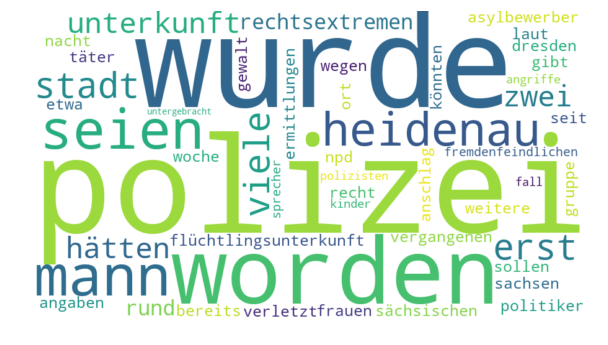 unterkunft
rechtsextremen
asylbewerber
nacht
täter
wurde
gewalt
wegen
laut
dresden
gibt
könnten
angriffe
stadt
etwa
ermittlungen
ort
zwei
untergebracht
seien
viele
heidenau
seit
woche
polizei
sprecher
npd
fremdenfeindlichen
polizisten
recht
kinder
anschlag
fall
weitere
gruppe
hätten
flüchtlingsunterkunft
vergangenen
erst
mann
worden
sollen
sachsen
angaben
rund
bereits
verletzt
frauen
sächsischen
politiker